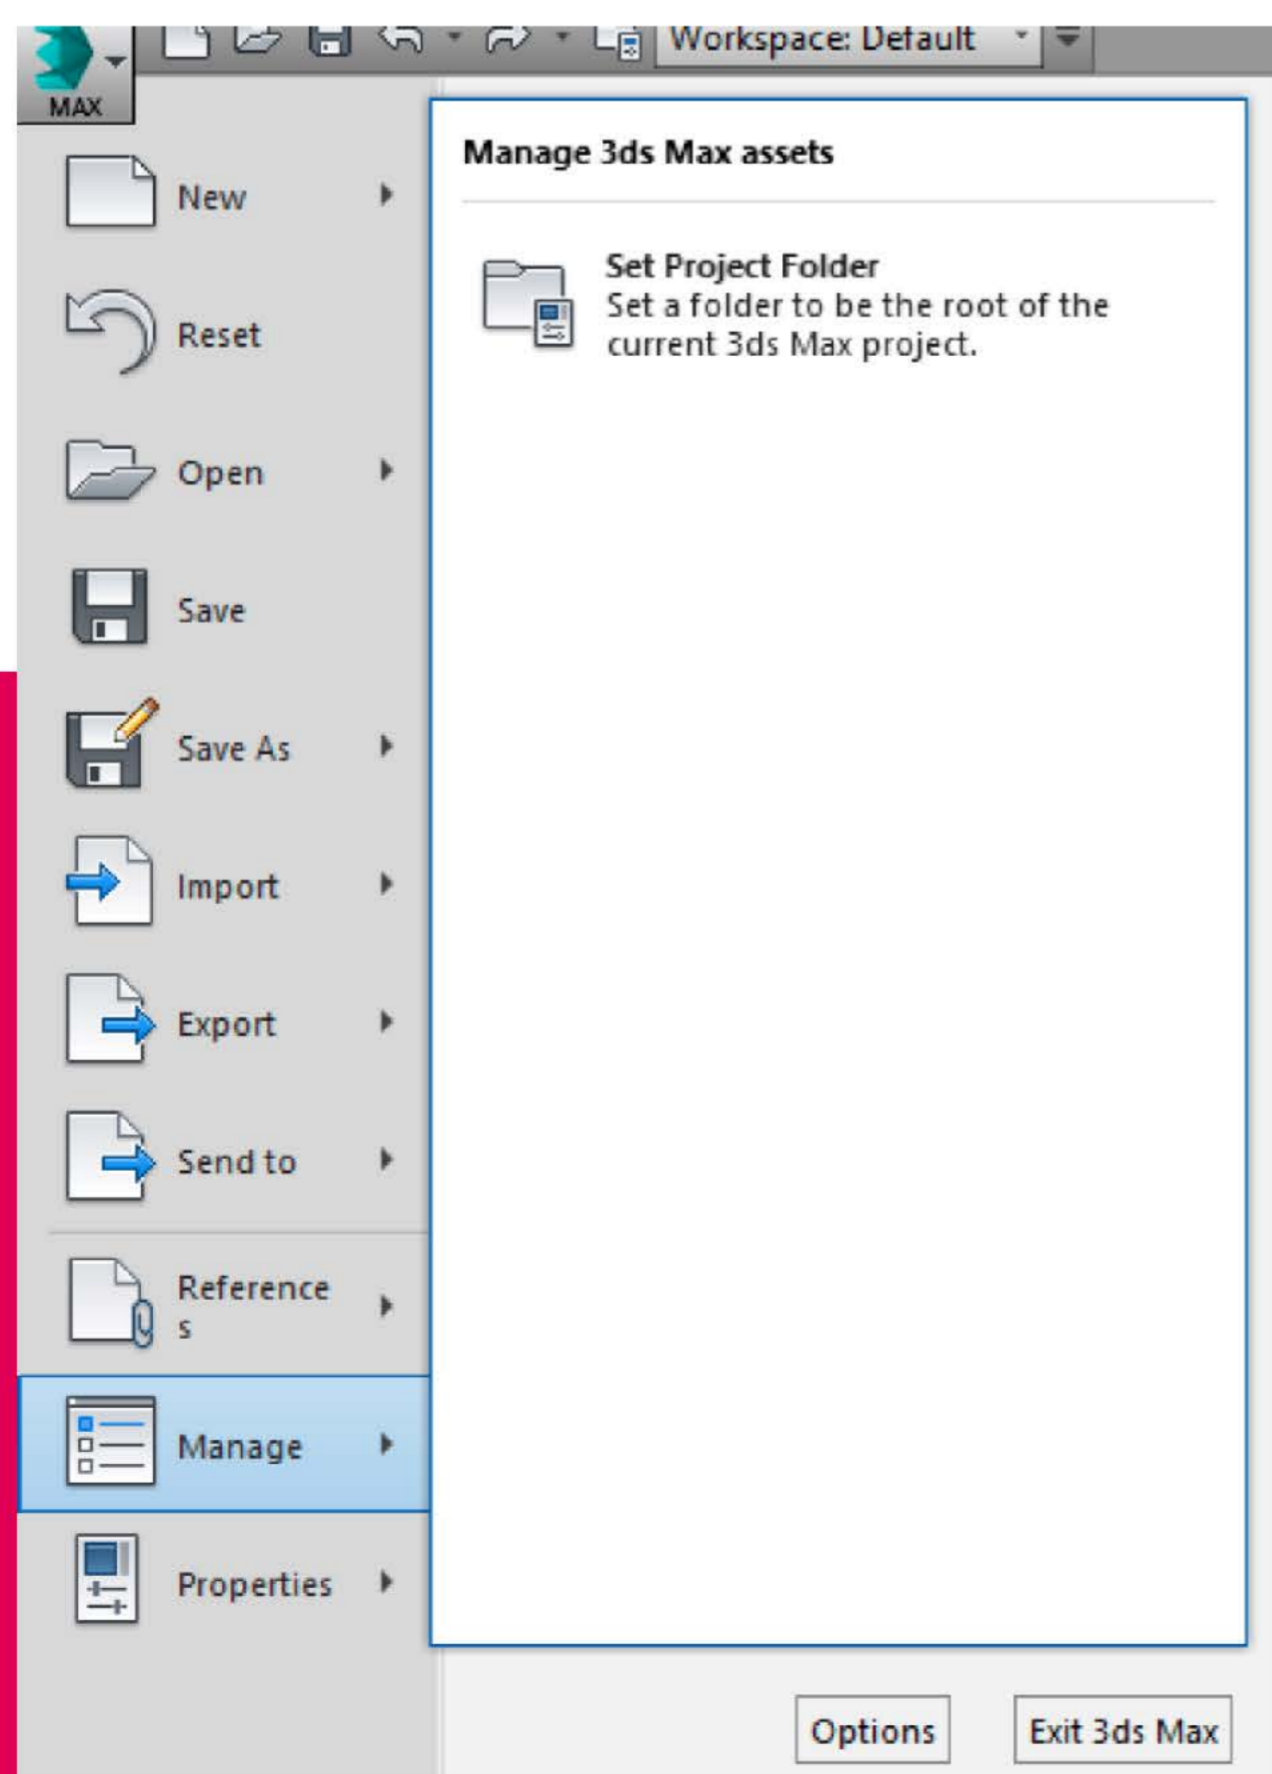 Workspace: Default
MAX
Manage 3ds Max assets
New
Set Project Folder
Set a folder to be the root of the
current 3ds Max project.
Reset
Open
Save
Save As
Import
Export
Send to
Reference
s
Manage
Properties
Options
Exit 3ds Max